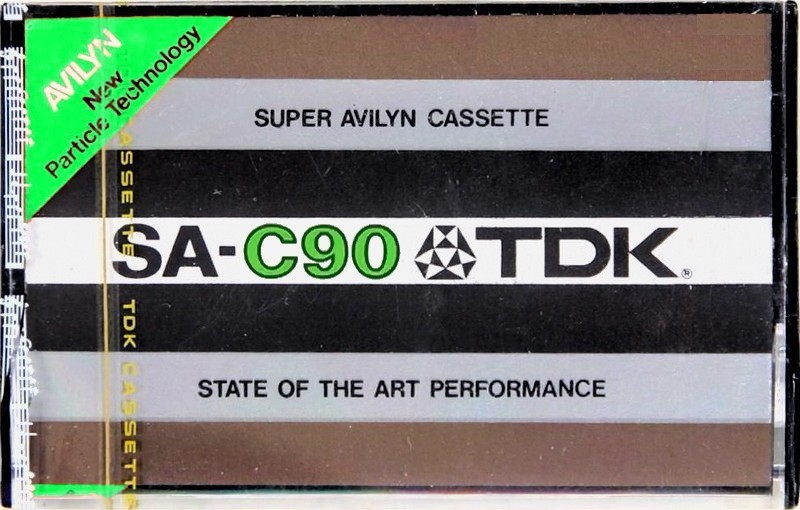 AVILYN
New
Particle Technology
SUPER AVILYN CASSETTE
SA-C90 TDK®
STATE OF THE ART PERFORMANCE
CASSETTE TDK CASSETTE